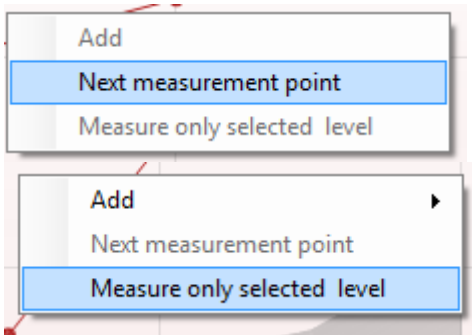 Add
Next measurement point
Measure only selected level
Add
Next measurement point
Measure only selected level